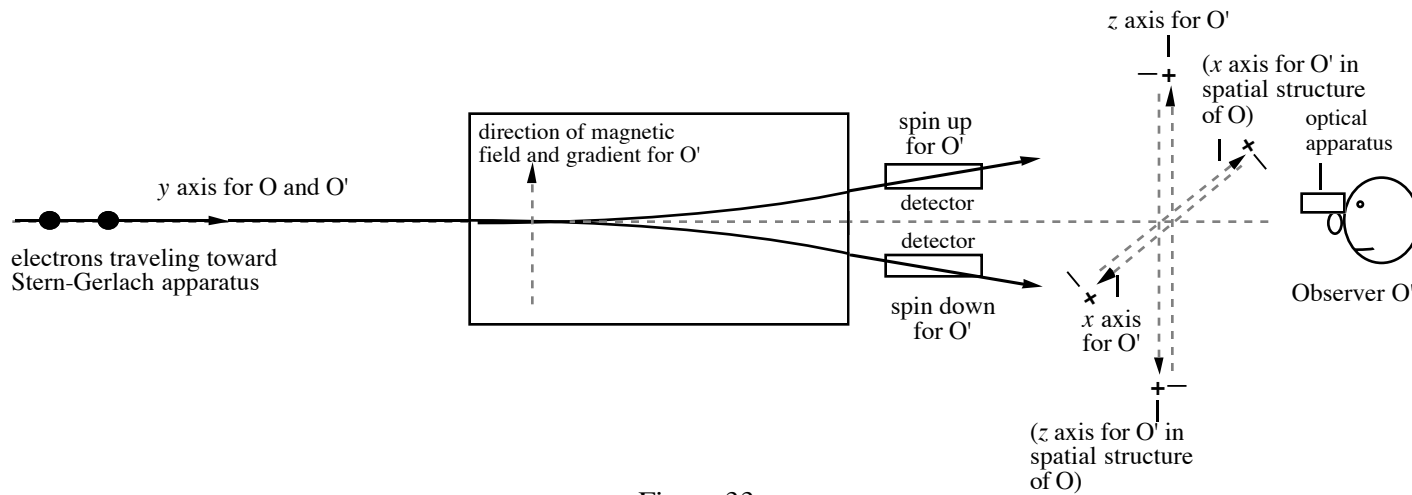 z axis for O'
(x axis for O' in
spatial structure
of O)
optical
apparatus
direction of magnetic
field and gradient for O'
spin up
for O'
detector
y axis for O and O'
electrons traveling toward
Stern-Gerlach apparatus
detector
spin down
for O'
x axis
for O'
Observer O'
(z axis for O' in
spatial structure
of O)